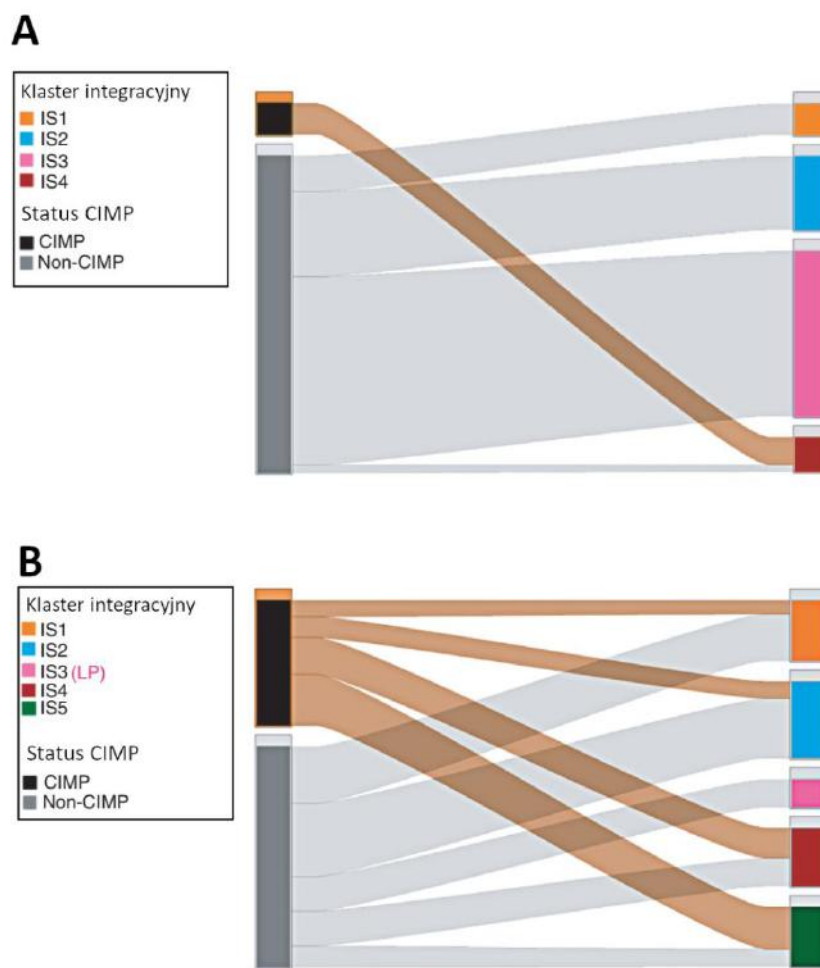 A
Klaster integracyjny
IS1
IS2
IS3
IS4
Status CIMP
CIMP
Non-CIMP
B
Klaster integracyjny
IS1
IS2
IS3 (LP)
IS4
IS5
Status CIMP
CIMP
Non-CIMP